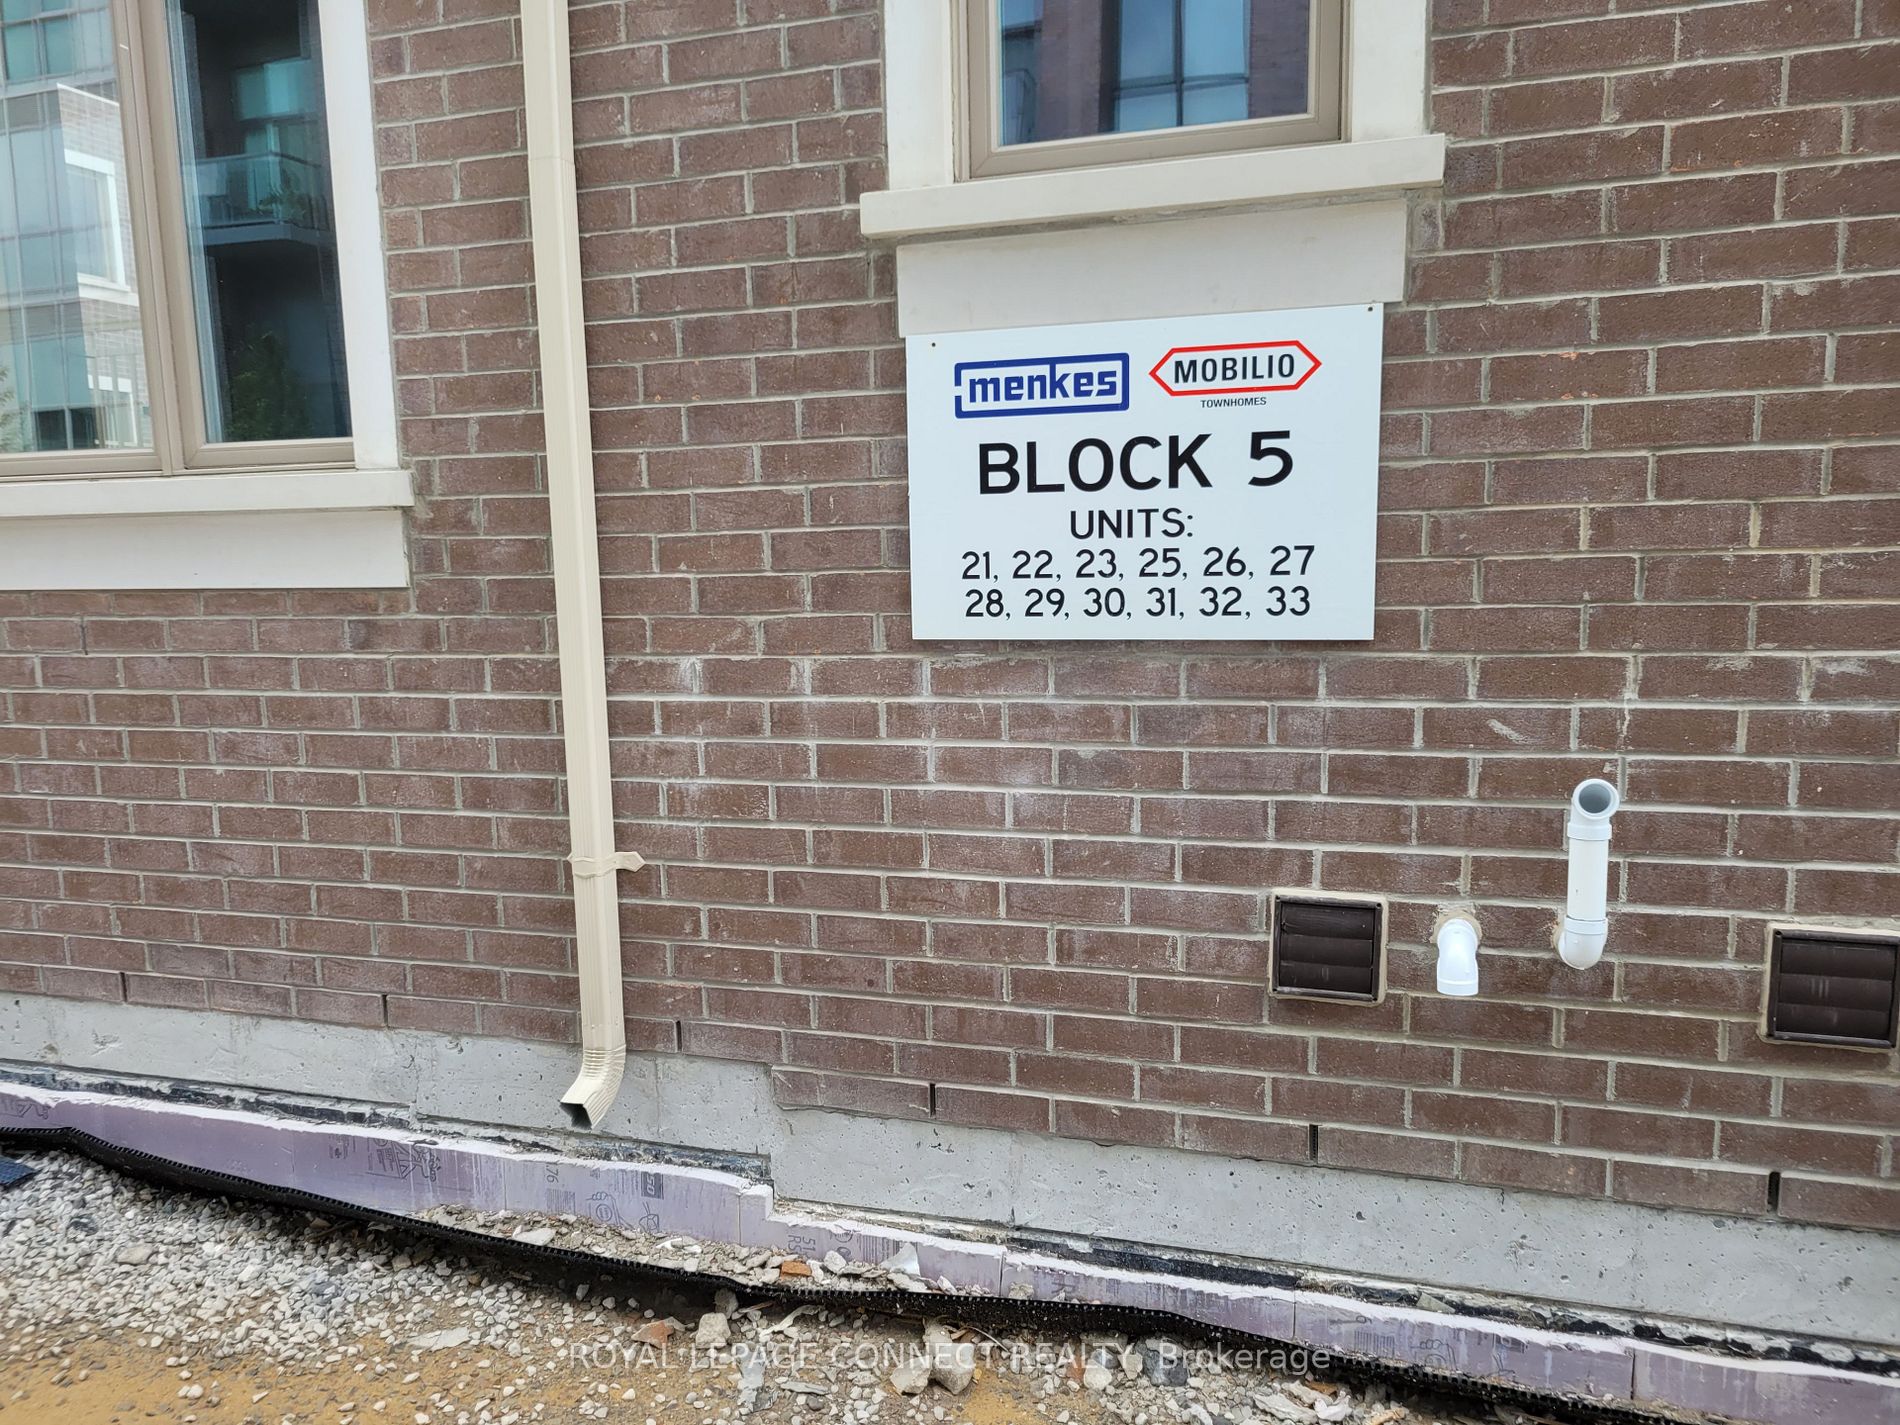 menkes
MOBILIO
TOWNHOMES
BLOCK 5
UNITS:
21, 22, 23, 25, 26, 27
28, 29, 30, 31, 32, 33
ROYAL LEPAGE CONNECT REALTY, Brokerage